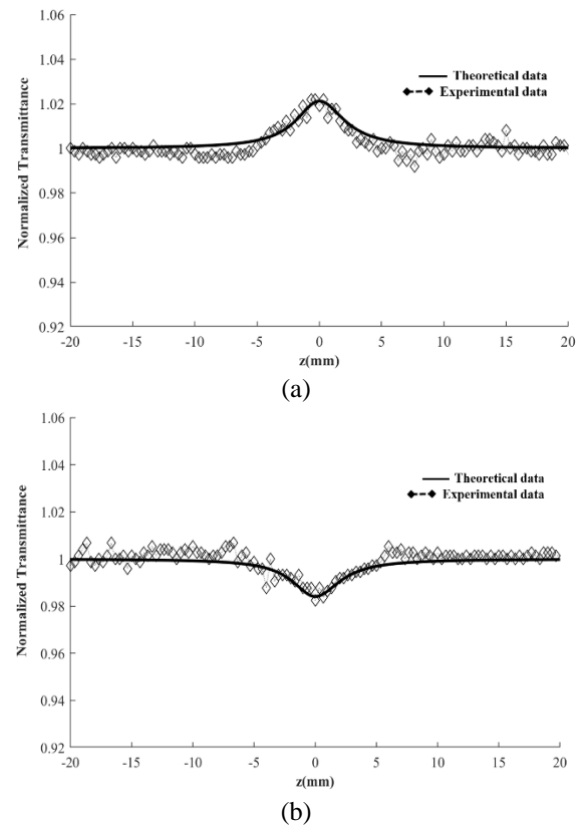 1.06
1.04
1.02
1
0.98
0.96
0.94
0.92
Normalized Transmittance
Theoretical data
Experimental data
-20 -15 -10 -5 0 5 10 15 20
z(mm)
(a)
1.06
1.04
1.02
1
0.98
0.96
0.94
0.92
Normalized Transmittance
Theoretical data
Experimental data
-20 -15 -10 -5 0 5 10 15 20
z(mm)
(b)